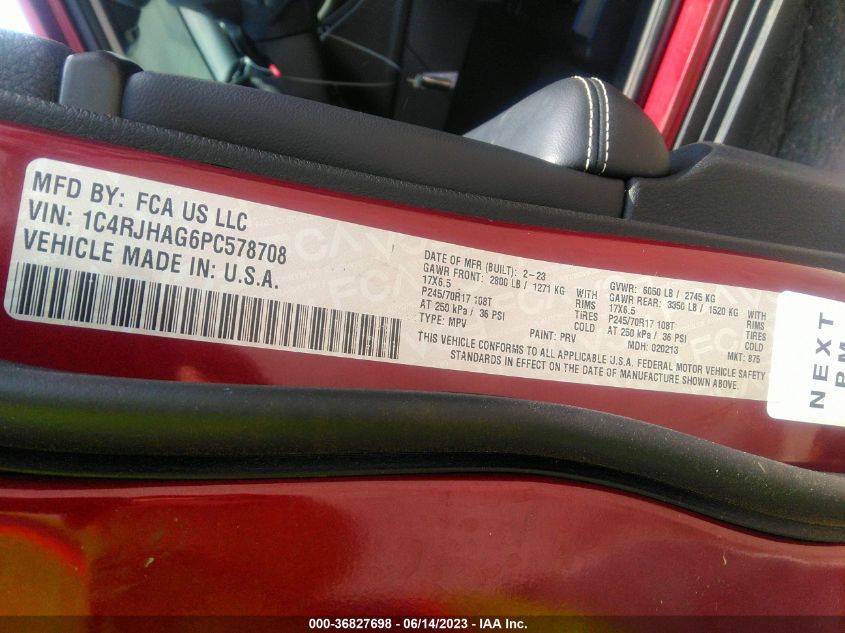 MFD BY: FCA US LLC
VIN: 1C4RJHAG6PC578708
VEHICLE MADE IN: U.S.A.
DATE OF MFR (BUILT): 2-23
GAWR FRONT: 2800 LB / 1271 KG WITH
17X6.5 RIMS
P245/70R17 108T TIRES
AT 250 kPa / 36 PSI COLD
TYPE: MPV PAINT: PRV
GVWR: 6050 LB / 2745 KG
GAWR REAR: 3350 LB / 1520 KG WITH
17X6.5 RIMS
P245/70R17 108T TIRES
AT 250 kPa / 36 PSI COLD
MDH: 020213 MKT: 975
THIS VEHICLE CONFORMS TO ALL APPLICABLE U.S.A. FEDERAL MOTOR VEHICLE SAFETY
STANDARDS IN EFFECT ON THE DATE OF MANUFACTURE SHOWN ABOVE.
NEXT
000-36827698 - 06/14/2023 - IAA Inc.